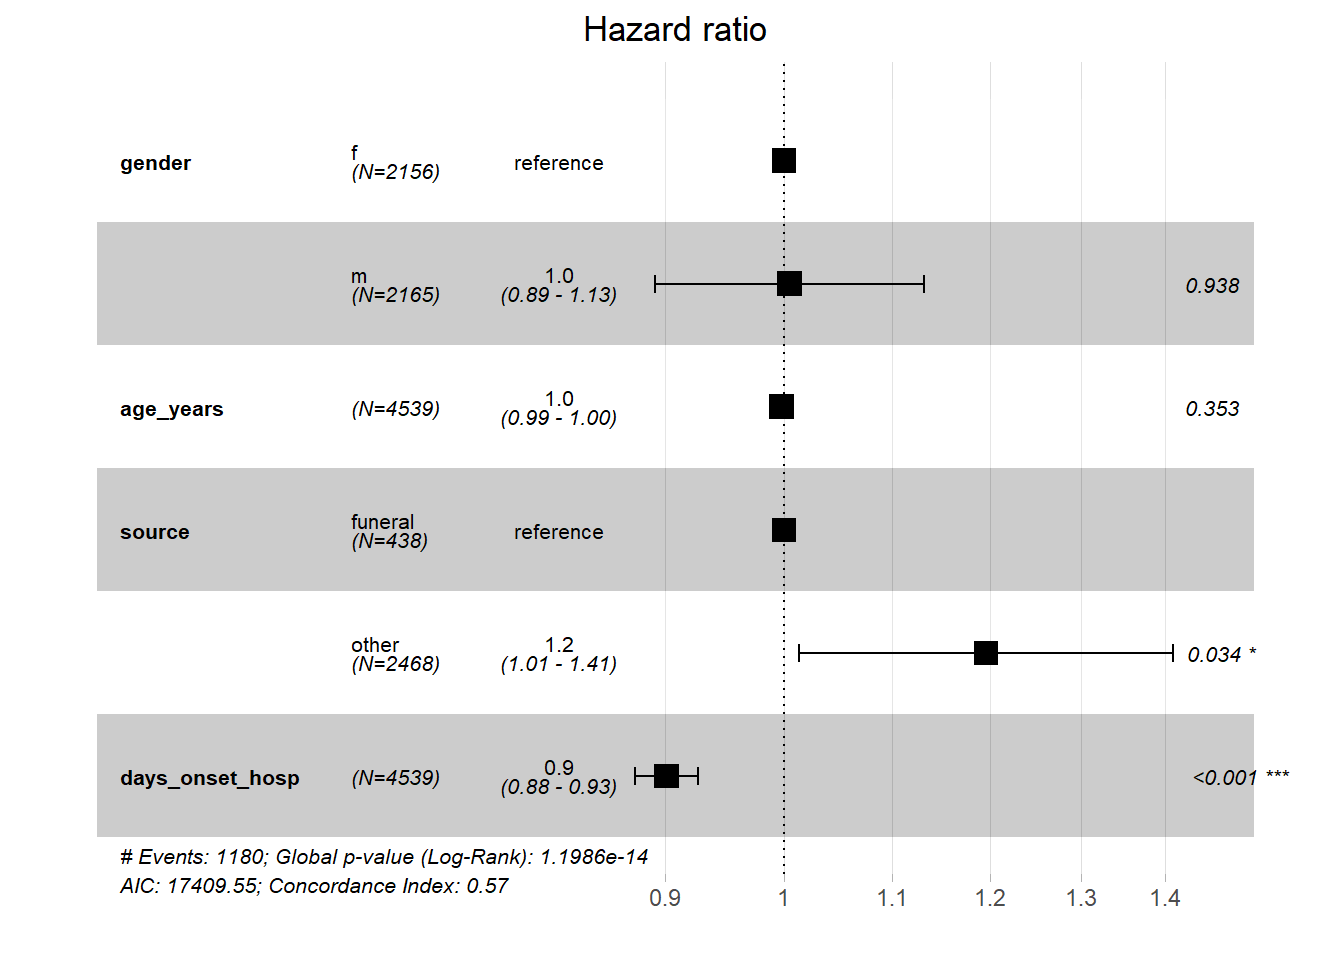 Hazard ratio
gender
f
(N=2156)
reference
m
(N=2165)
1.0
(0.89 - 1.13)
0.938
age_years
(N=4539)
1.0
(0.99 - 1.00)
0.353
source
funeral
(N=438)
reference
other
(N=2468)
1.2
(1.01 - 1.41)
0.034 *
days_onset_hosp
(N=4539)
0.9
(0.88 - 0.93)
<0.001 ***
# Events: 1180; Global p-value (Log-Rank): 1.1986e-14
AIC: 17409.55; Concordance Index: 0.57
0.9 1 1.1 1.2 1.3 1.4